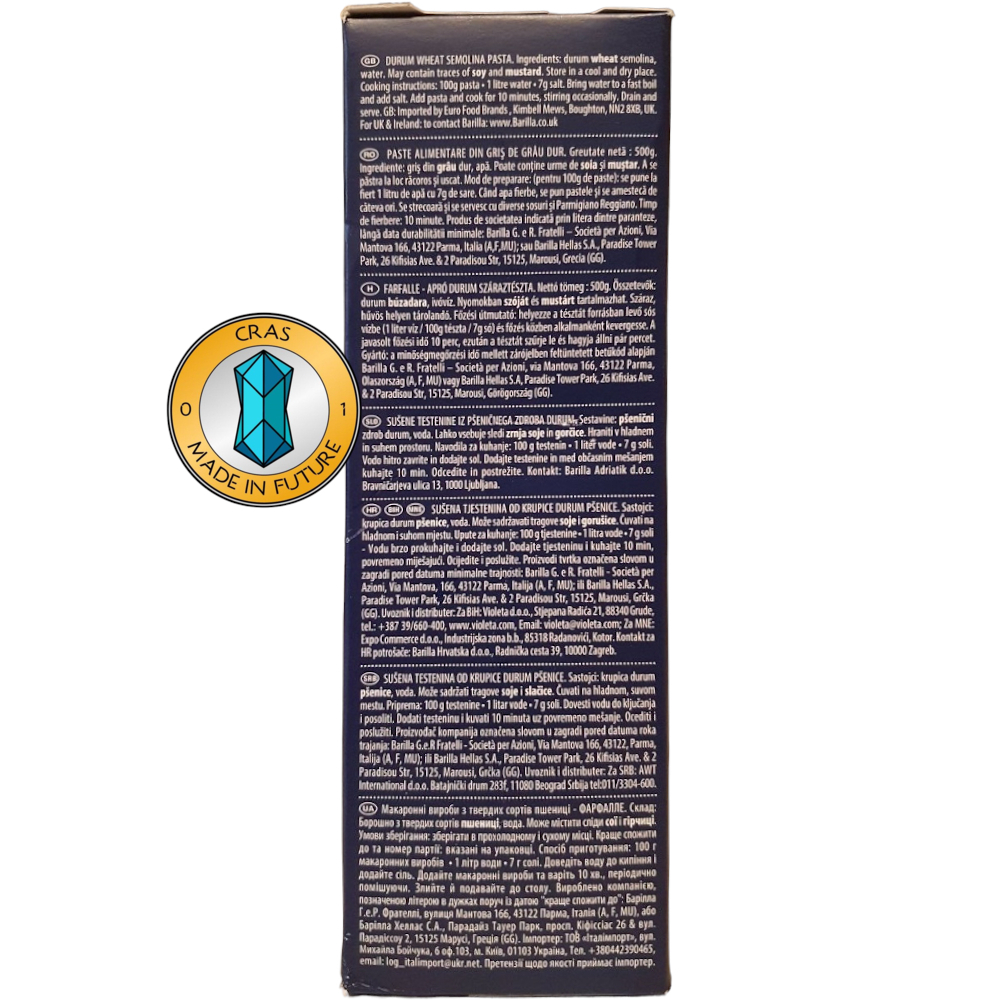 GB DURUM WHEAT SEMOLINA PASTA. Ingredients: durum wheat semolina,
water. May contain traces of soy and mustard. Store in a cool and dry place.
Cooking instructions: 100g pasta • 1 litre water • 7g salt. Bring water to a fast boil
and add salt. Add pasta and cook for 10 minutes, stirring occasionally. Drain and
serve. GB: Imported by Euro Food Brands, Kimbell Mews, Boughton, NN2 8XB, UK.
For UK & Ireland: to contact Barilla: www.Barilla.co.uk
RO PASTE ALIMENTARE DIN GRIȘ DE GRÂU DUR. Greutate netă : 500g,
Ingrediente: griș din grâu dur, apă. Poate conține urme de soia și muștar. A se
păstra la loc răcoros și uscat. Mod de preparare: (pentru 100g de paste): se pune la
fiert 1 litru de apă cu 7g de sare. Când apa fierbe, se pun pastele și se amestecă de
câteva ori. Se strecoară și se servesc cu diverse sosuri și Parmigiano Reggiano. Timp
de fierbere: 10 minute. Produs de societatea indicată prin litera dintre paranteze,
lângă data durabilității minimale: Barilla G. e R. Fratelli – Società per Azioni, Via
Mantova 166, 43122 Parma, Italia (A,F,MU); sau Barilla Hellas S.A., Paradise Tower
Park, 26 Kifisias Ave. & 2 Paradisou Str, 15125, Marousi, Grecia (GG).
H FARFALLE - APRÓ DURUM SZÁRAZTÉSZTA. Nettó tömeg : 500g. Összetevők:
durum búzadara, ivóvíz. Nyomokban szóját és mustárt tartalmazhat. Száraz,
hűvös helyen tárolandó. Főzési útmutató: helyezze a tésztát forrásban levő sós
vízbe (1 liter víz / 100g tészta / 7g só) és főzés közben alkalmanként kevergesse. A
javasolt főzési idő 10 perc, ezután a tésztát szűrje le és hagyja állni pár percet.
Gyártó: a minőségmegőrzési idő mellett zárójelben feltüntetett betűkód alapján
Barilla G. e R. Fratelli – Società per Azioni, via Mantova 166, 43122 Parma,
Olaszország (A, F, MU) vagy Barilla Hellas S.A, Paradise Tower Park, 26 Kifisias Ave.
& 2 Paradisou Str, 15125, Marousi, Görögország (GG).
CRAS
0 1
MADE IN FUTURE
SLO SUŠENE TESTENINE IZ PŠENIČNEGA ZDROBA DURUM. Sestavine: pšenični
zdrob durum, voda. Lahko vsebuje sledi zrnja soje in gorčice. Hraniti v hladnem
in suhem prostoru. Navodila za kuhanje: 100 g testenin • 1 liter vode • 7 g soli.
Vodo hitro zavrite in dodajte sol. Dodajte testenine in med občasnim mešanjem
kuhajte 10 min. Odcedite in postrežite. Kontakt: Barilla Adriatik d.o.o.
Bravničarjeva ulica 13, 1000 Ljubljana.
HR BIH MNE SUŠENA TJESTENINA OD KRUPICE DURUM PŠENICE. Sastojci:
krupica durum pšenice, voda. Može sadržavati tragove soje i gorušice. Čuvati na
hladnom i suhom mjestu. Upute za kuhanje: 100 g tjestenine • 1 litra vode • 7 g soli
- Vodu brzo prokuhajte i dodajte sol. Dodajte tjesteninu i kuhajte 10 min,
povremeno miješajući. Ocijedite i poslužite. Proizvodi tvrtka označena slovom u
zagradi pored datuma minimalne trajnosti: Barilla G. e R. Fratelli - Società per
Azioni, Via Mantova, 166, 43122 Parma, Italija (A, F, MU); ili Barilla Hellas S.A.,
Paradise Tower Park, 26 Kifisias Ave. & 2 Paradisou Str, 15125, Marousi, Grčka
(GG). Uvoznik i distributer: Za BiH: Violeta d.o.o., Stjepana Radića 21, 88340 Grude,
tel.: +387 39/660-400, www.violeta.com, Email: violeta@violeta.com; Za MNE:
Expo Commerce d.o.o., Industrijska zona b.b., 85318 Radanovići, Kotor. Kontakt za
HR potrošače: Barilla Hrvatska d.o.o., Radnička cesta 39, 10000 Zagreb.
SRB SUŠENA TESTENINA OD KRUPICE DURUM PŠENICE. Sastojci: krupica durum
pšenice, voda. Može sadržati tragove soje i slačice. Čuvati na hladnom, suvom
mestu. Priprema: 100 g testenine • 1 litar vode • 7 g soli. Dovesti vodu do ključanja
i posoliti. Dodati testeninu i kuvati 10 minuta uz povremeno mešanje. Ocediti i
poslužiti. Proizvođač kompanija označena slovom u zagradi pored datuma roka
trajanja: Barilla G.e.R Fratelli - Società per Azioni, Via Mantova 166, 43122, Parma,
Italija (A, F, MU); ili Barilla Hellas S.A., Paradise Tower Park, 26 Kifisias Ave. & 2
Paradisou Str, 15125, Marousi, Grčka (GG). Uvoznik i distributer: Za SRB: AWT
International d.o.o. Batajnički drum 283f, 11080 Beograd Srbija tel:011/3304-600.
UA Макаронні вироби з твердих сортів пшениці - ФАРФАЛЛЕ. Склад:
Борошно з твердих сортів пшениці, вода. Може містити сліди сої і гірчиці.
Умови зберігання: зберігати в прохолодному і сухому місці. Краще спожити
до та номер партії: вказані на упаковці. Спосіб приготування: 100 г
макаронних виробів • 1 літр води • 7 г солі. Доведіть воду до кипіння і
додайте сіль. Додайте макаронні вироби та варіть 10 хв., періодично
помішуючи. Злийте й подавайте до столу. Вироблено компанією,
позначеною літерою в дужках поруч із датою "краще спожити до": Барілла
Г.е.Р. Фрателлі, вулиця Мантова 166, 43122 Парма, Італія (A, F, MU), або
Барілла Хеллас С.А., Парадайз Тауер Парк, просп. Кіфіссіас 26 & вул.
Парадіссоу 2, 15125 Марусі, Греція (GG). Імпортер: ТОВ «Італімпорт», вул.
Михайла Бойчука, 6 оф.103, м. Київ, 01103 Україна, Тел. +380442390465,
email: log_italimport@ukr.net. Претензії щодо якості приймає імпортер.